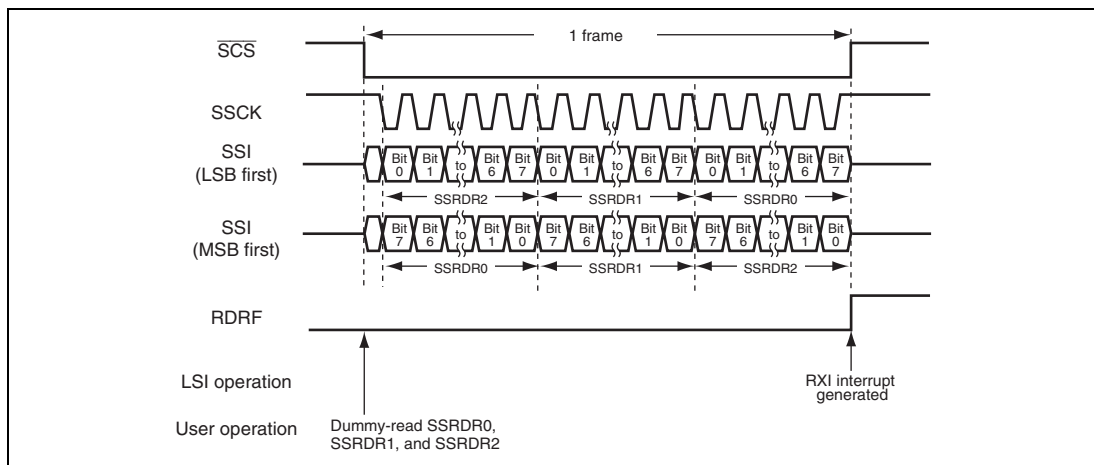 1 frame
SCS
SSCK
SSI
(LSB first)
Bit 0 Bit 1 to Bit 6 Bit 7 Bit 0 Bit 1 to Bit 6 Bit 7 Bit 0 Bit 1 to Bit 6 Bit 7
SSRDR2 SSRDR1 SSRDR0
SSI
(MSB first)
Bit 7 Bit 6 to Bit 1 Bit 0 Bit 7 Bit 6 to Bit 1 Bit 0 Bit 7 Bit 6 to Bit 1 Bit 0
SSRDR0 SSRDR1 SSRDR2
RDRF
LSI operation
RXI interrupt
generated
User operation
Dummy-read SSRDR0,
SSRDR1, and SSRDR2